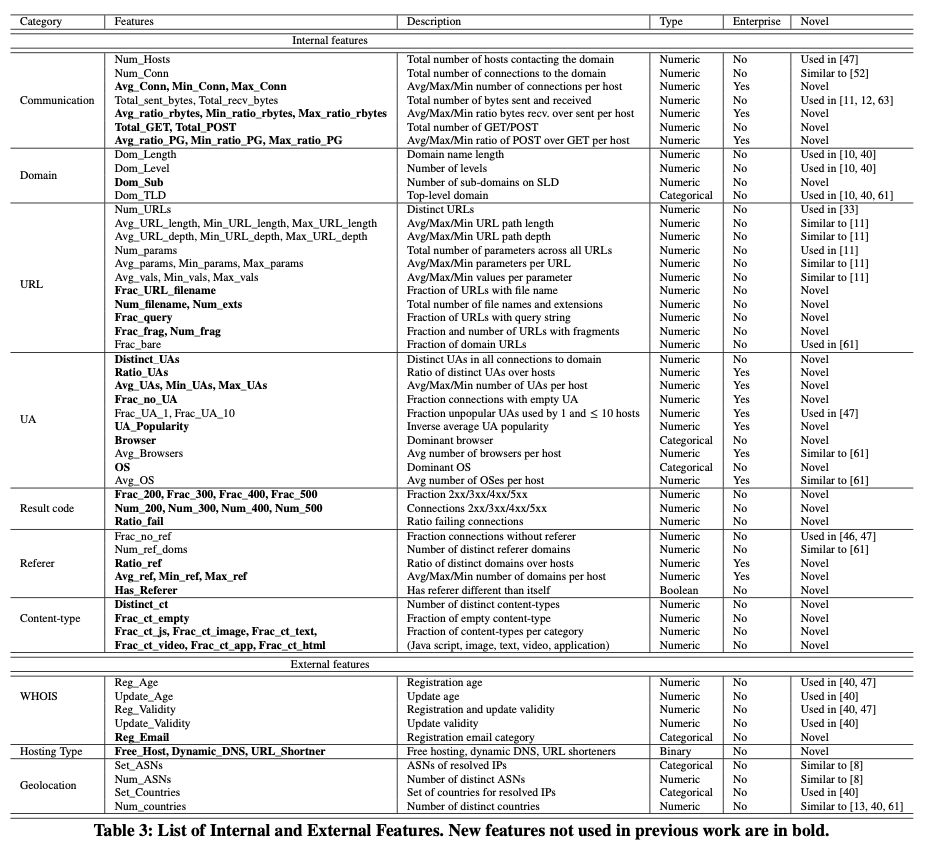 Category Features Description Type Enterprise Novel
Internal features
Num_Hosts Total number of hosts contacting the domain Numeric No Used in [47]
Num_Conn Total number of connections to the domain Numeric No Similar to [52]
Communication Avg_Conn, Min_Conn, Max_Conn Avg/Max/Min number of connections per host Numeric Yes Novel
Total_sent_bytes, Total_recv_bytes Total number of bytes sent and received Numeric No Used in [11, 12, 63]
Avg_ratio_rbytes, Min_ratio_rbytes, Max_ratio_rbytes Avg/Max/Min ratio bytes recv. over sent per host Numeric Yes Novel
Total_GET, Total_POST Total number of GET/POST Numeric No Novel
Avg_ratio_PG, Min_ratio_PG, Max_ratio_PG Avg/Max/Min ratio of POST over GET per host Numeric Yes Novel
Dom_Length Domain name length Numeric No Used in [10, 40]
Domain Dom_Level Number of levels Numeric No Used in [10, 40]
Dom_Sub Number of sub-domains on SLD Numeric No Novel
Dom_TLD Top-level domain Categorical No Used in [10, 40, 61]
Num_URLs Distinct URLs Numeric No Used in [33]
Avg_URL_length, Min_URL_length, Max_URL_length Avg/Max/Min URL path length Numeric No Similar to [11]
Avg_URL_depth, Min_URL_depth, Max_URL_depth Avg/Max/Min URL path depth Numeric No Similar to [11]
Num_params Total number of parameters across all URLs Numeric No Used in [11]
Avg_params, Min_params, Max_params Avg/Max/Min parameters per URL Numeric No Similar to [11]
URL Avg_vals, Min_vals, Max_vals Avg/Max/Min values per parameter Numeric No Similar to [11]
Frac_URL_filename Fraction of URLs with file name Numeric No Novel
Num_filename, Num_exts Total number of file names and extensions Numeric No Novel
Frac_query Fraction of URLs with query string Numeric No Novel
Frac_frag, Num_frag Fraction and number of URLs with fragments Numeric No Novel
Frac_bare Fraction of domain URLs Numeric No Used in [61]
Distinct_UAs Distinct UAs in all connections to domain Numeric No Novel
Ratio_UAs Ratio of distinct UAs over hosts Numeric Yes Novel
Avg_UAs, Min_UAs, Max_UAs Avg/Max/Min number of UAs per host Numeric Yes Novel
Frac_no_UA Fraction connections with empty UA Numeric Yes Novel
UA Frac_UA_1, Frac_UA_10 Fraction unpopular UAs used by 1 and ≤ 10 hosts Numeric Yes Used in [47]
UA_Popularity Inverse average UA popularity Numeric Yes Novel
Browser Dominant browser Categorical No Novel
Avg_Browsers Avg number of browsers per host Numeric Yes Similar to [61]
OS Dominant OS Categorical No Novel
Avg_OS Avg number of OSes per host Numeric Yes Similar to [61]
Frac_200, Frac_300, Frac_400, Frac_500 Fraction 2xx/3xx/4xx/5xx Numeric No Novel
Result code Num_200, Num_300, Num_400, Num_500 Connections 2xx/3xx/4xx/5xx Numeric No Novel
Ratio_fail Ratio failing connections Numeric No Novel
Frac_no_ref Fraction connections without referer Numeric No Used in [46, 47]
Num_ref_doms Number of distinct referer domains Numeric No Similar to [61]
Referer Ratio_ref Ratio of distinct domains over hosts Numeric Yes Novel
Avg_ref, Min_ref, Max_ref Avg/Max/Min number of domains per host Numeric Yes Novel
Has_Referer Has referer different than itself Boolean No Novel
Distinct_ct Number of distinct content-types Numeric No Novel
Content-type Frac_ct_empty Fraction of empty content-type Numeric No Novel
Frac_ct_js, Frac_ct_image, Frac_ct_text, Fraction of content-types per category Numeric No Novel
Frac_ct_video, Frac_ct_app, Frac_ct_html (Java script, image, text, video, application) Numeric No Novel
External features
Reg_Age Registration age Numeric No Used in [40, 47]
WHOIS Update_Age Update age Numeric No Used in [40]
Reg_Validity Registration and update validity Numeric No Used in [40, 47]
Update_Validity Update validity Numeric No Used in [40]
Reg_Email Registration email category Categorical No Novel
Hosting Type Free_Host, Dynamic_DNS, URL_Shortner Free hosting, dynamic DNS, URL shorteners Binary No Novel
Set_ASNs ASNs of resolved IPs Categorical No Similar to [8]
Geolocation Num_ASNs Number of distinct ASNs Numeric No Similar to [8]
Set_Countries Set of countries for resolved IPs Categorical No Used in [40]
Num_countries Number of distinct countries Numeric No Similar to [13, 40, 61]
Table 3: List of Internal and External Features. New features not used in previous work are in bold.